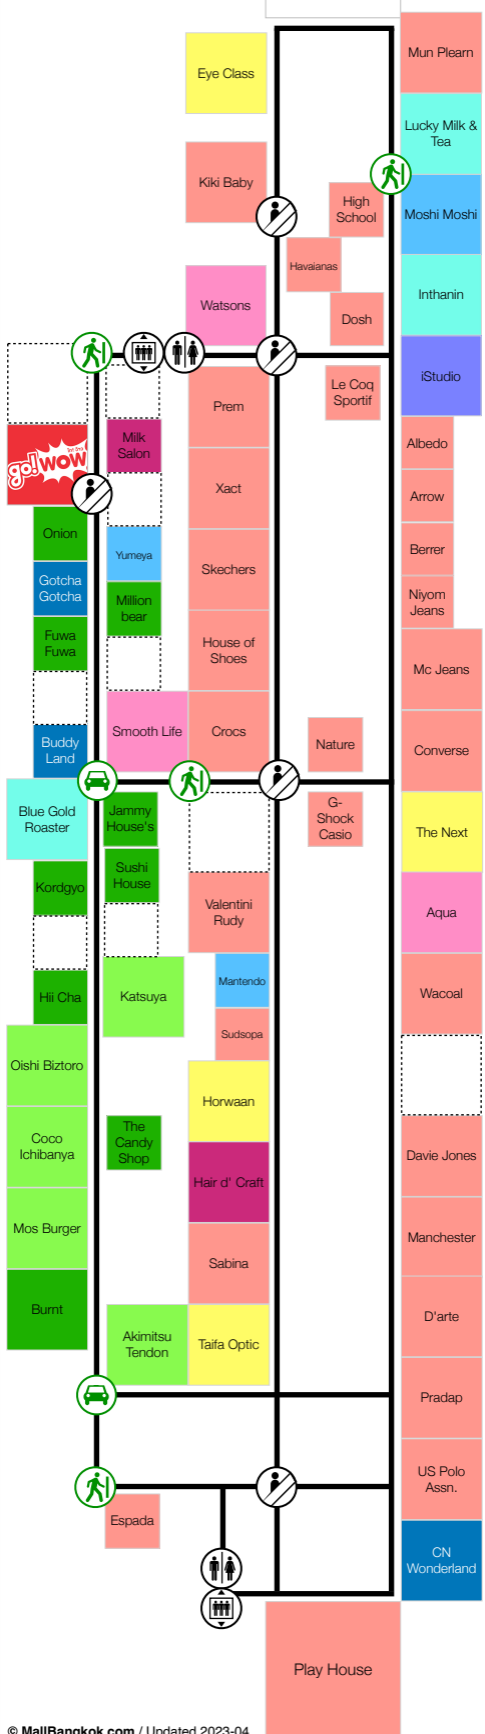 Mun Plearn
Eye Class
Lucky Milk &
Tea
Kiki Baby
High
School
Moshi Moshi
Havaianas
Watsons
Inthanin
Dosh
iStudio
Le Coq
Sportif
Prem
Milk
Salon
Albedo
go! WOW
Xact
Arrow
Onion
Yumeya
Berrer
Skechers
Gotcha
Gotcha
Million
bear
Niyom
Jeans
Fuwa
Fuwa
House of
Shoes
Mc Jeans
Smooth Life
Crocs
Nature
Converse
Buddy
Land
Blue Gold
Roaster
Jammy
House's
G-
Shock
Casio
The Next
Sushi
House
Kordgyo
Valentini
Rudy
Aqua
Hii Cha
Katsuya
Mantendo
Wacoal
Sudsopa
Oishi Biztoro
Horwaan
Coco
Ichibanya
The
Candy
Shop
Davie Jones
Hair d' Craft
Mos Burger
Manchester
Sabina
Burnt
D'arte
Akimitsu
Tendon
Taifa Optic
Pradap
US Polo
Assn.
Espada
CN
Wonderland
Play House
© MallBangkok.com / Updated 2023-04